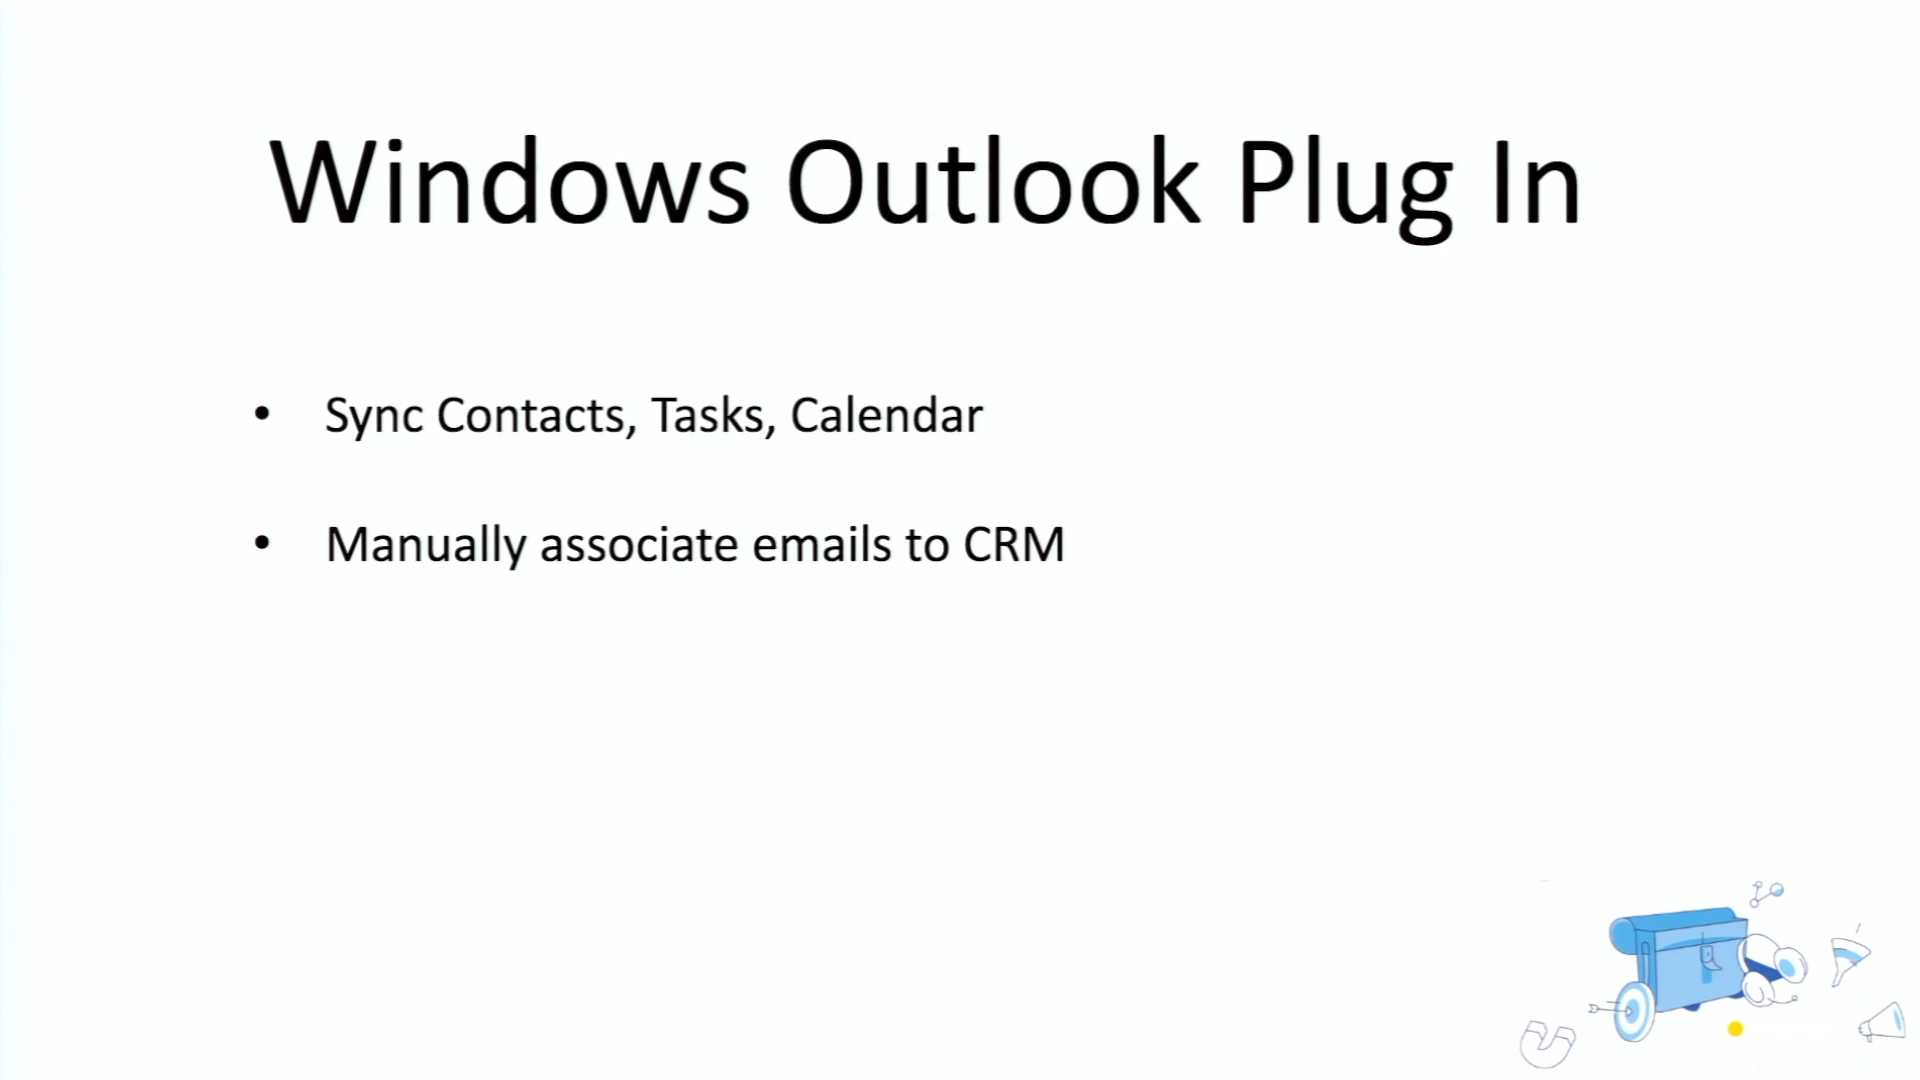 Windows Outlook Plug In
• Sync Contacts, Tasks, Calendar
• Manually associate emails to CRM